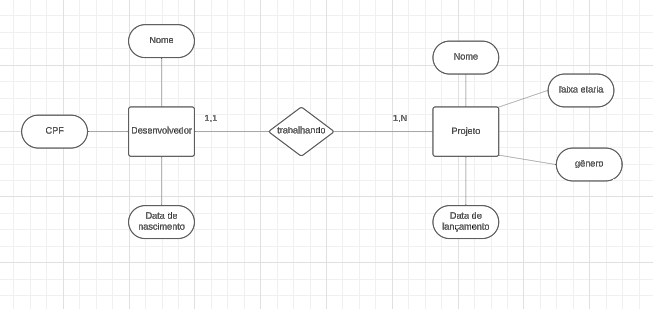 Nome
Nome
faixa etaria
1,1
1,N
CPF
Desenvolvedor
trabalhando
Projeto
gênero
Data de
nascimento
Data de
lançamento